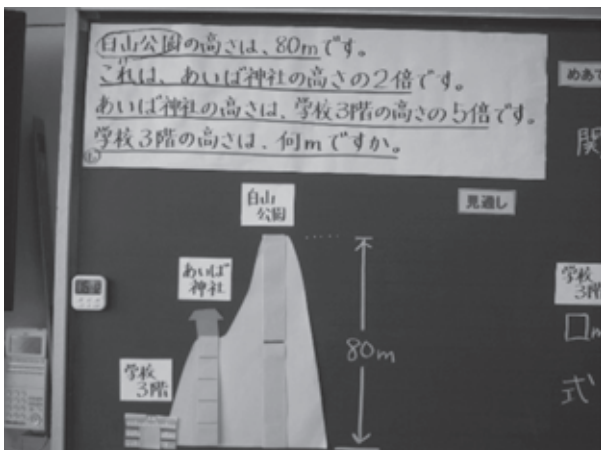 白山公園の高さは、80mです。
これは、あいば神社の高さの2倍です。
あいば神社の高さは、学校3階の高さの5倍です。
学校3階の高さは、何mですか。
めあて
関
見通し
白山
公園
あいば
神社
学校
3階
80m
学校
3階
□m
式